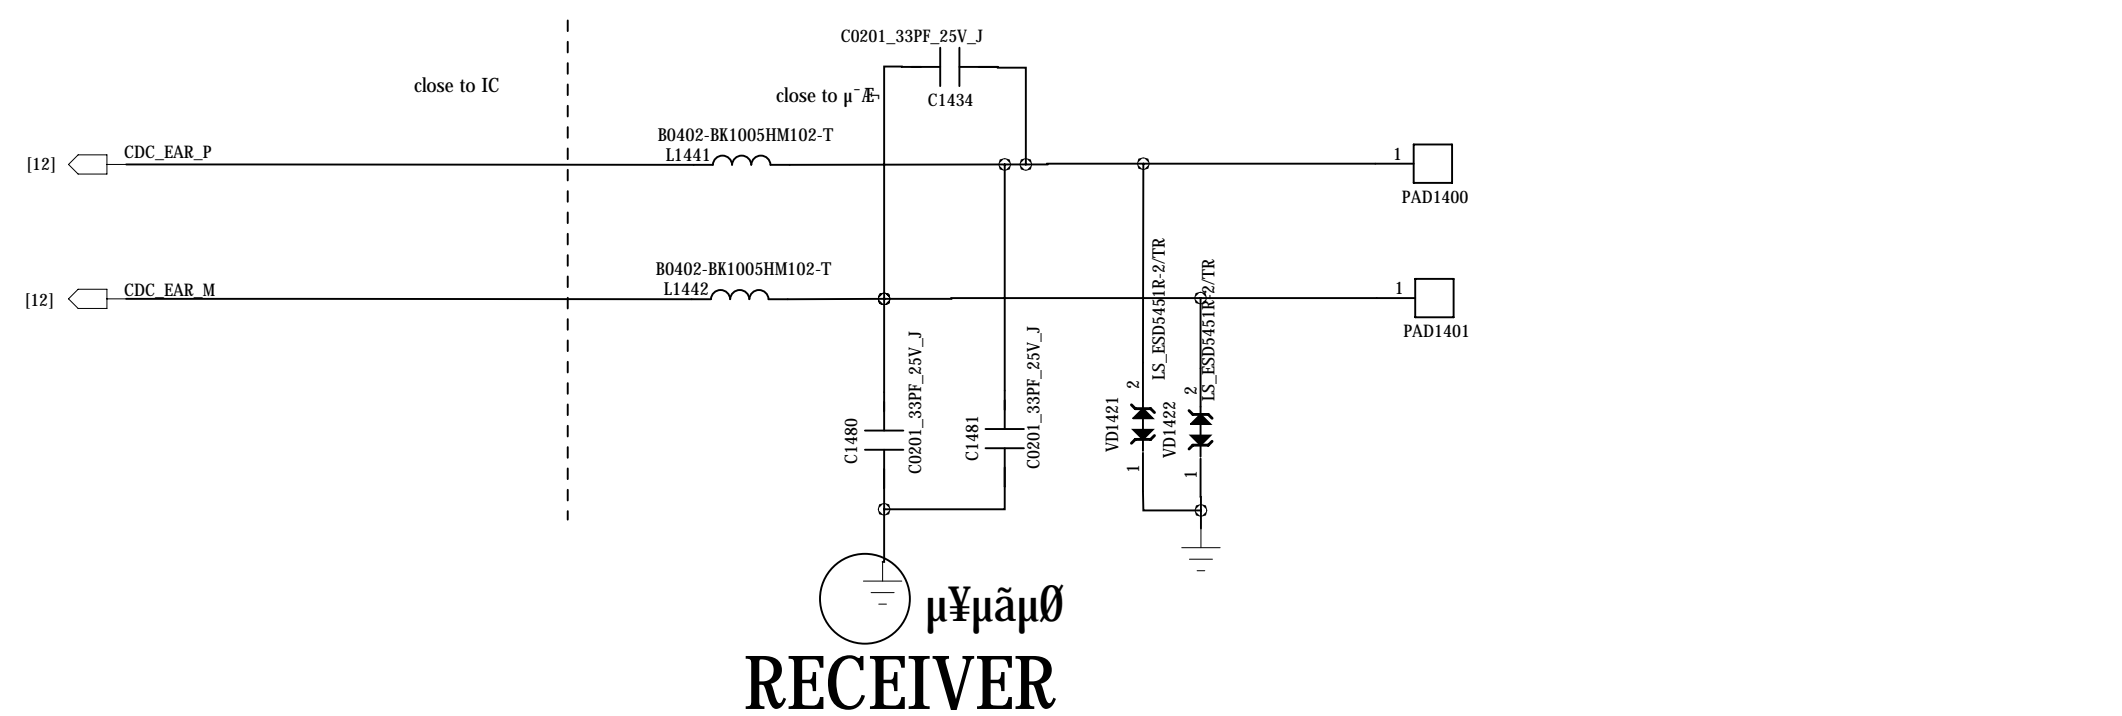 C0201_33PF_25V_J
close to IC
close to µ¯Æ¬
C1434
B0402-BK1005HM102-T
[12]
CDC_EAR_P
L1441
1
PAD1400
B0402-BK1005HM102-T
[12]
CDC_EAR_M
L1442
1
PAD1401
C1480
C0201_33PF_25V_J
C1481
C0201_33PF_25V_J
VD1421
2
1
LS_ESD5451R-2/TR
VD1422
2
1
LS_ESD5451R-2/TR
µ¥µãµØ
RECEIVER